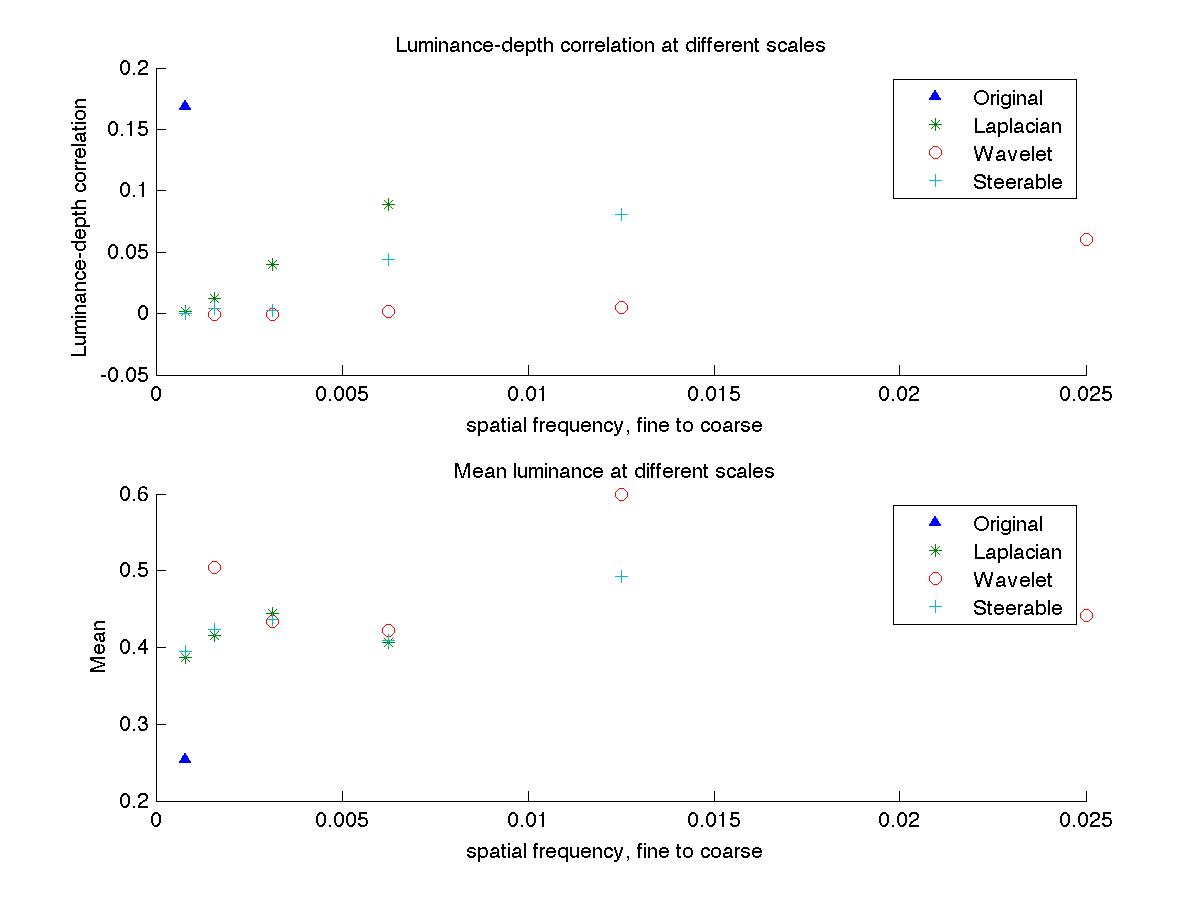 Luminance-depth correlation at different scales
0.2
0.15
0.1
0.05
0
-0.05
Luminance-depth correlation
Original
Laplacian
Wavelet
Steerable
0 0.005 0.01 0.015 0.02 0.025
spatial frequency, fine to coarse
Mean luminance at different scales
0.6
0.5
0.4
0.3
0.2
Mean
Original
Laplacian
Wavelet
Steerable
0 0.005 0.01 0.015 0.02 0.025
spatial frequency, fine to coarse